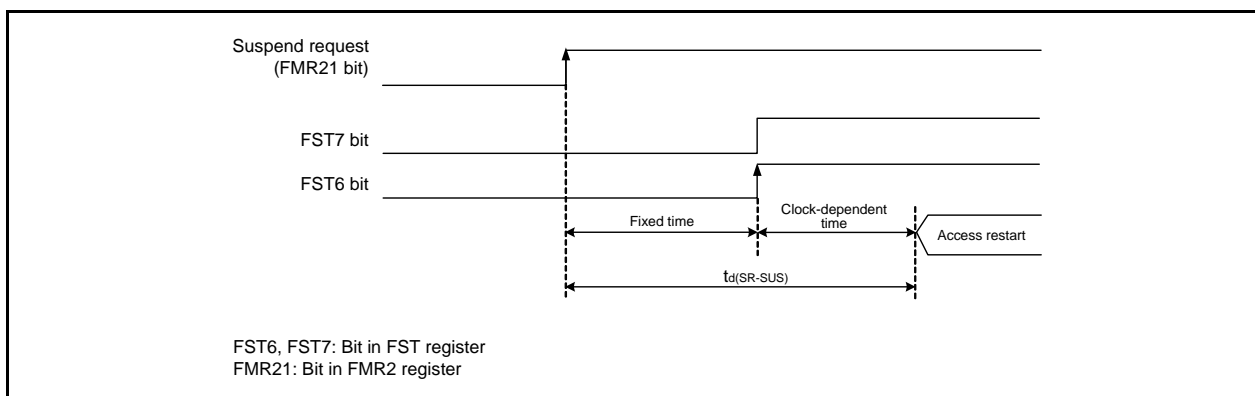 Suspend request
(FMR21 bit)
FST7 bit
FST6 bit
Fixed time
Clock-dependent
time
Access restart
td(SR-SUS)
FST6, FST7: Bit in FST register
FMR21: Bit in FMR2 register